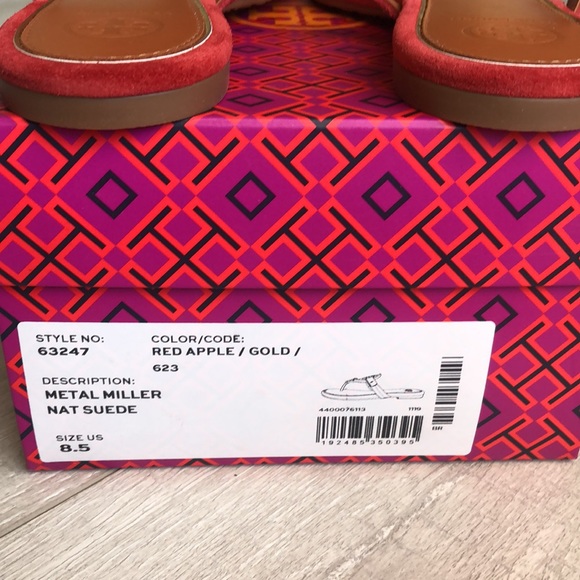 STYLE NO: COLOR/CODE:
63247 RED APPLE / GOLD /
623
DESCRIPTION:
METAL MILLER
NAT SUEDE
SIZE US
8.5
4400076113 1119
192485350395